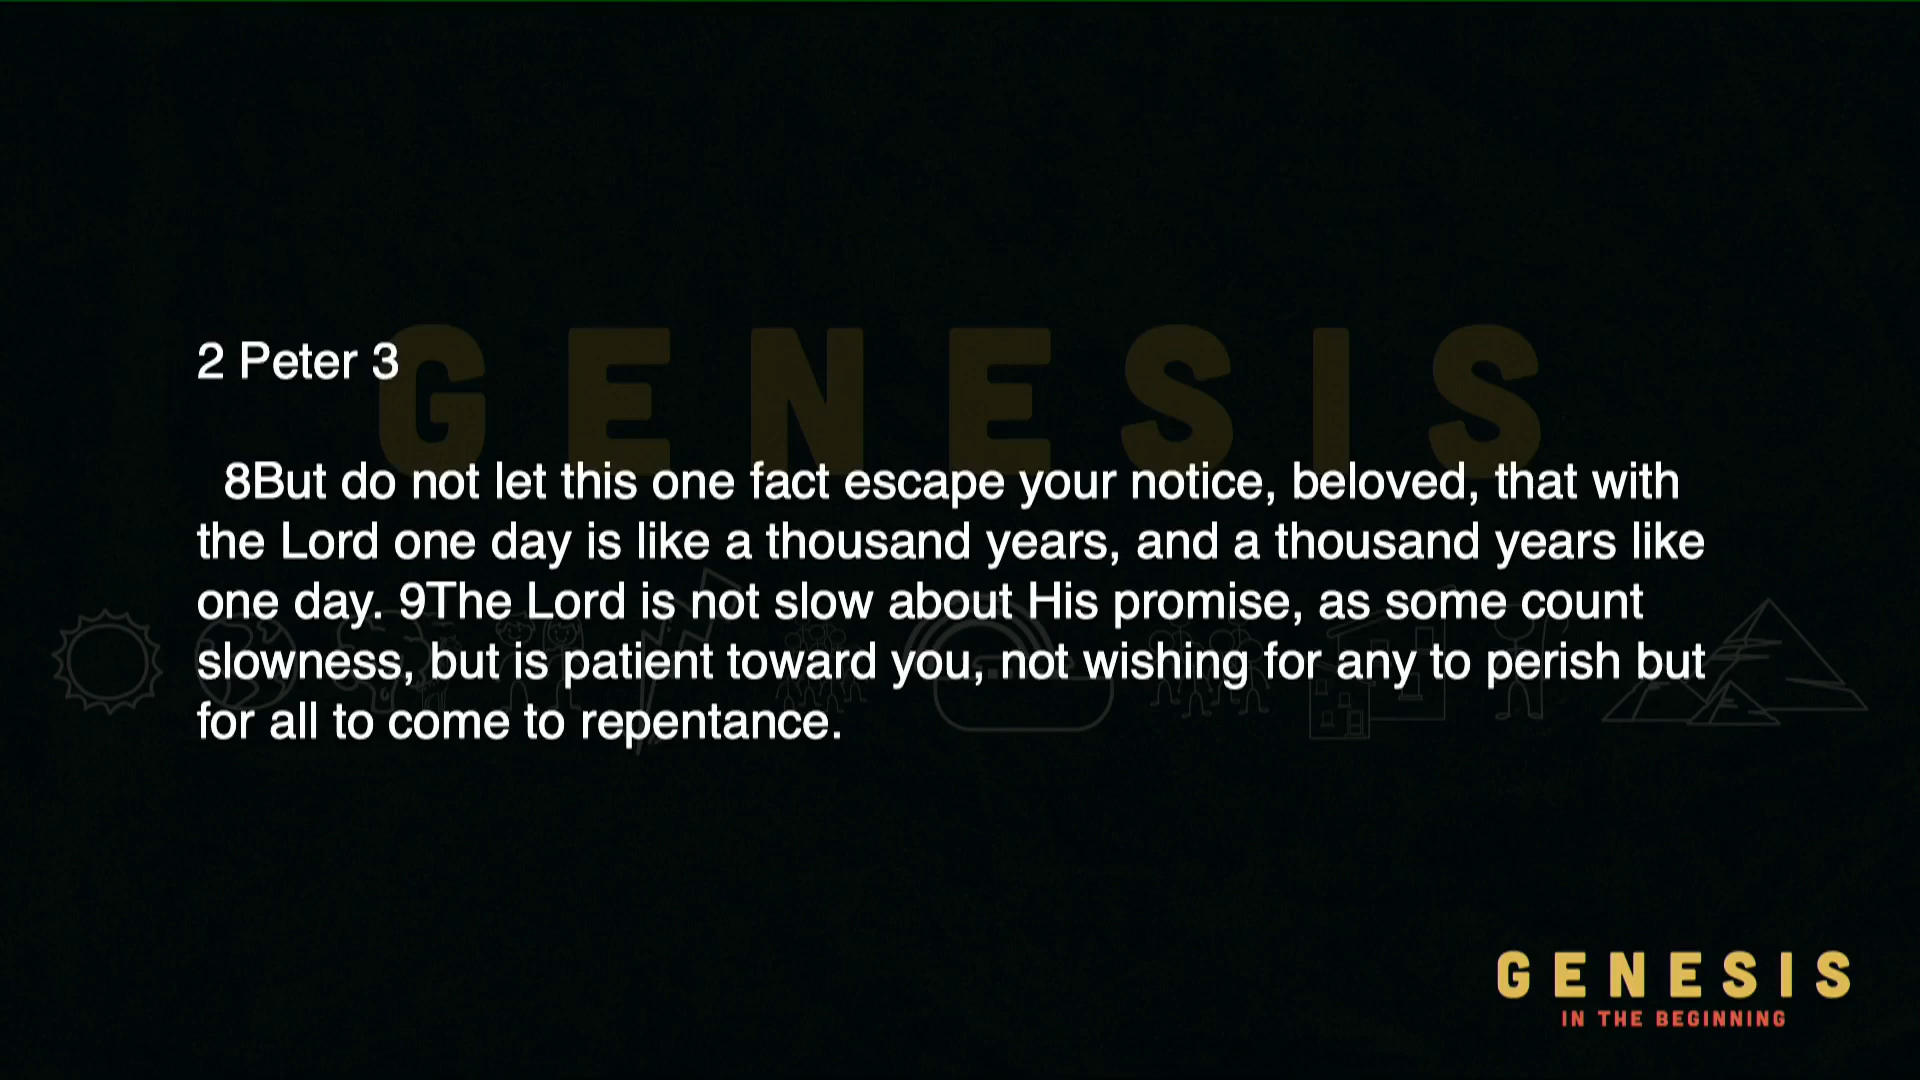 GENESIS
2 Peter 3
8But do not let this one fact escape your notice, beloved, that with
the Lord one day is like a thousand years, and a thousand years like
one day. 9The Lord is not slow about His promise, as some count
slowness, but is patient toward you, not wishing for any to perish but
for all to come to repentance.
GENESIS
IN THE BEGINNING